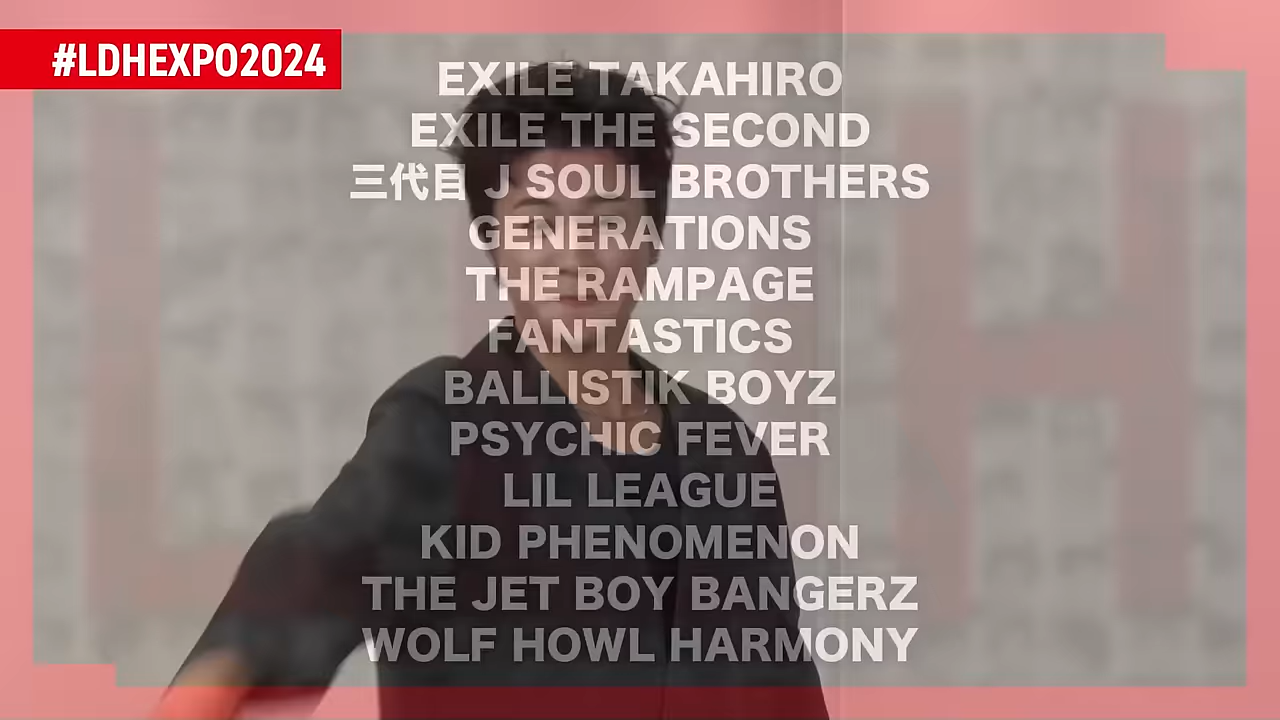 #LDHEXPO2024
EXILE TAKAHIRO
EXILE THE SECOND
三代目 J SOUL BROTHERS
GENERATIONS
THE RAMPAGE
FANTASTICS
BALLISTIK BOYZ
PSYCHIC FEVER
LIL LEAGUE
KID PHENOMENON
THE JET BOY BANGERZ
WOLF HOWL HARMONY